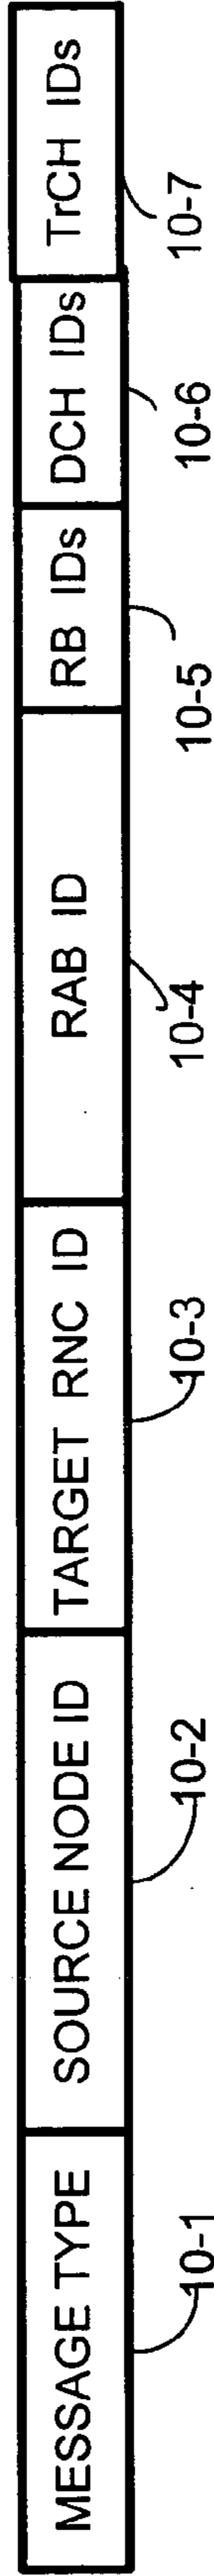 MESSAGE TYPE
SOURCE NODE ID
TARGET RNC ID
RAB ID
RB IDs
DCH IDs
TrCH IDs
10-1
10-2
10-3
10-4
10-5
10-6
10-7